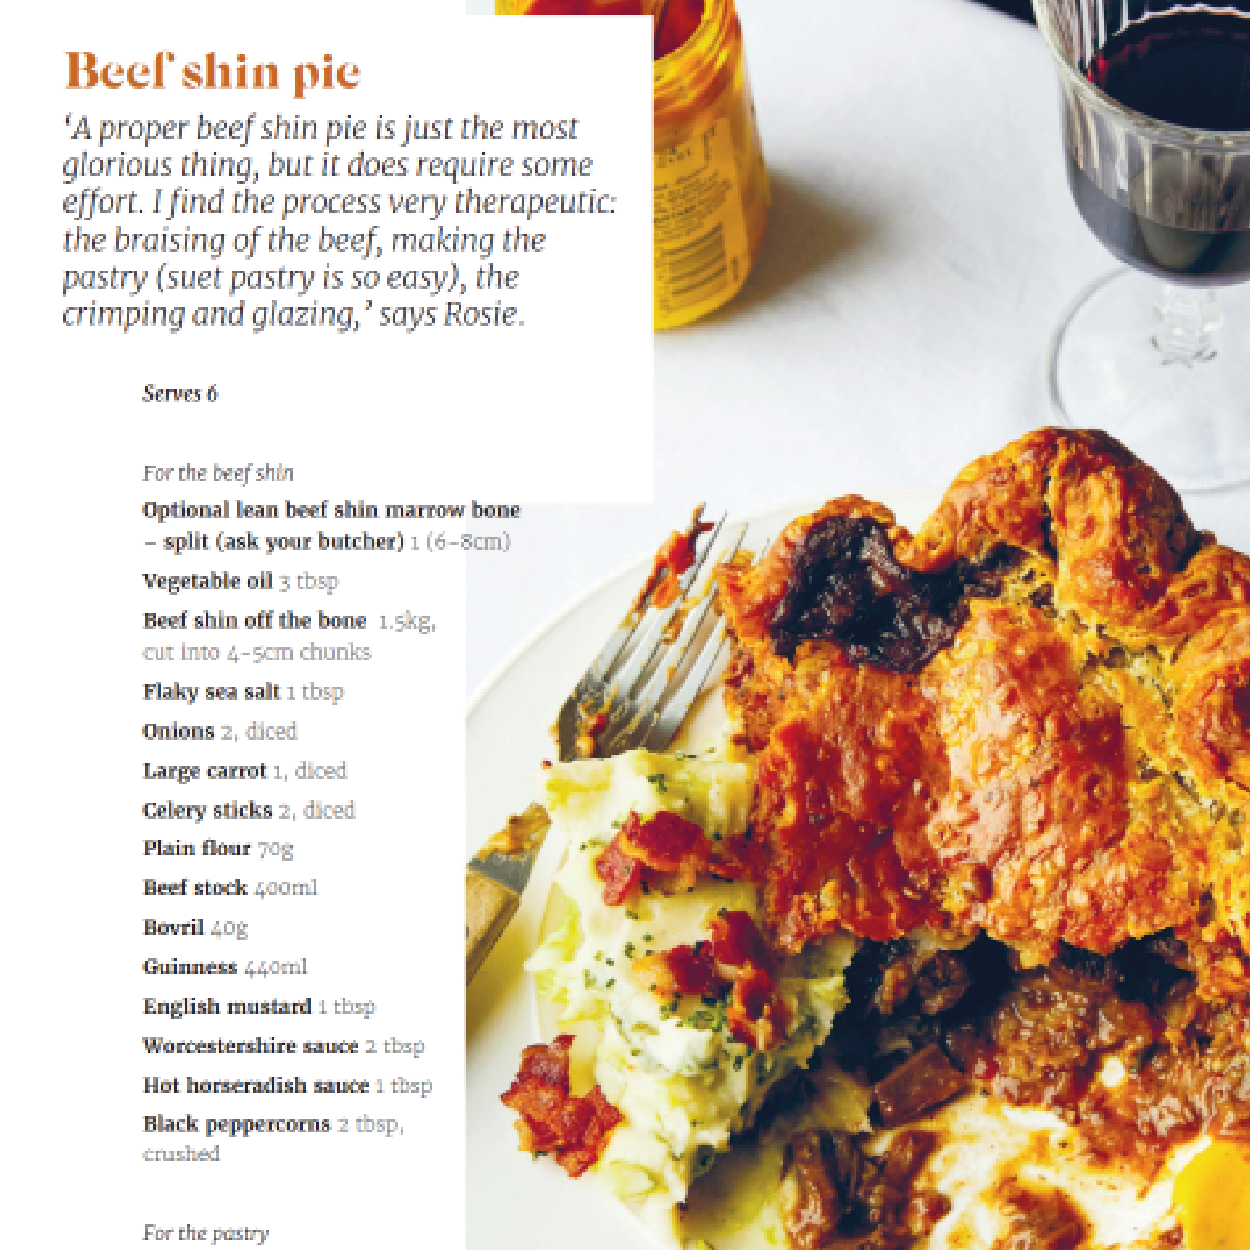 Beef shin pie
‘A proper beef shin pie is just the most
glorious thing, but it does require some
effort. I find the process very therapeutic:
the braising of the beef, making the
pastry (suet pastry is so easy), the
crimping and glazing,’ says Rosie.
Serves 6
For the beef shin
Optional lean beef shin marrow bone
– split (ask your butcher) 1 (6–8cm)
Vegetable oil 3 tbsp
Beef shin off the bone 1.5kg,
cut into 4–5cm chunks
Flaky sea salt 1 tbsp
Onions 2, diced
Large carrot 1, diced
Celery sticks 2, diced
Plain flour 70g
Beef stock 400ml
Bovril 40g
Guinness 440ml
English mustard 1 tbsp
Worcestershire sauce 2 tbsp
Hot horseradish sauce 1 tbsp
Black peppercorns 2 tbsp,
crushed
For the pastry